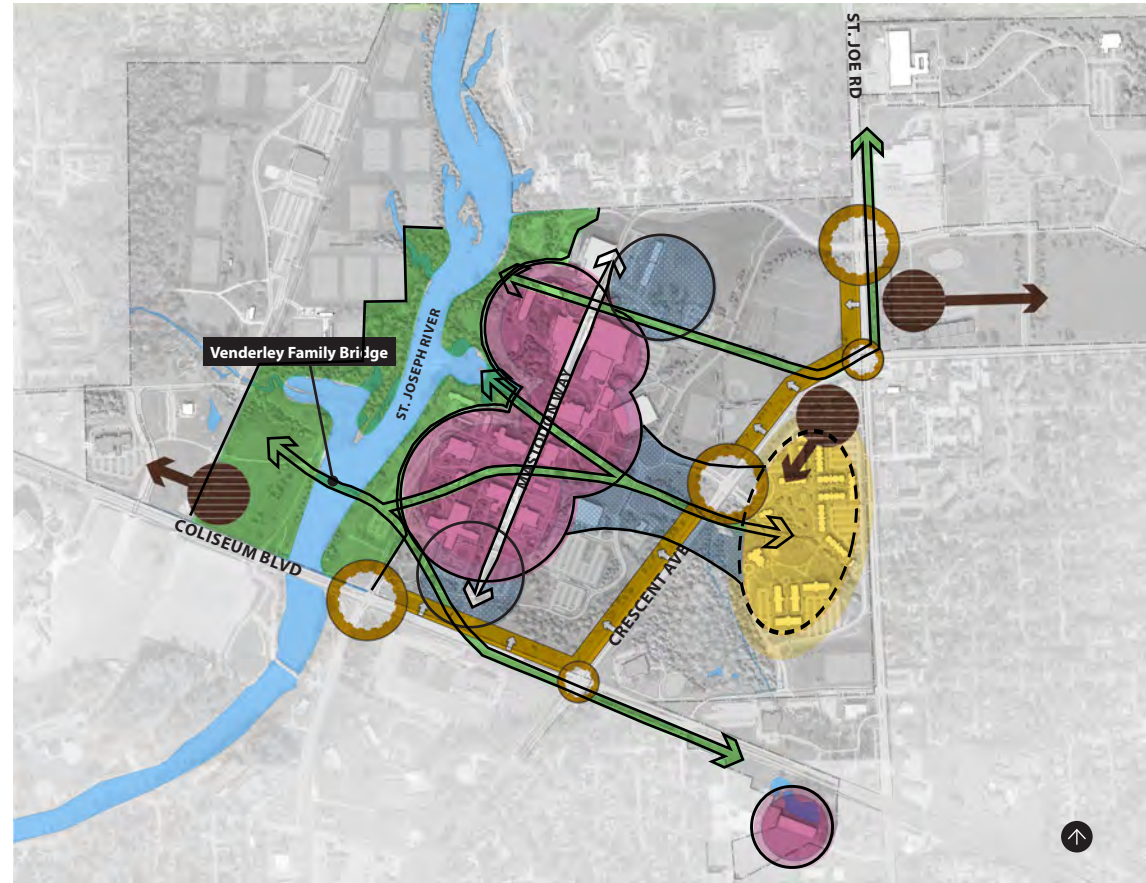 ST. JOE RD
Venderley Family Bridge
ST. JOSEPH RIVER
MASTODON WAY
COLISEUM BLVD
CRESCENT AVE